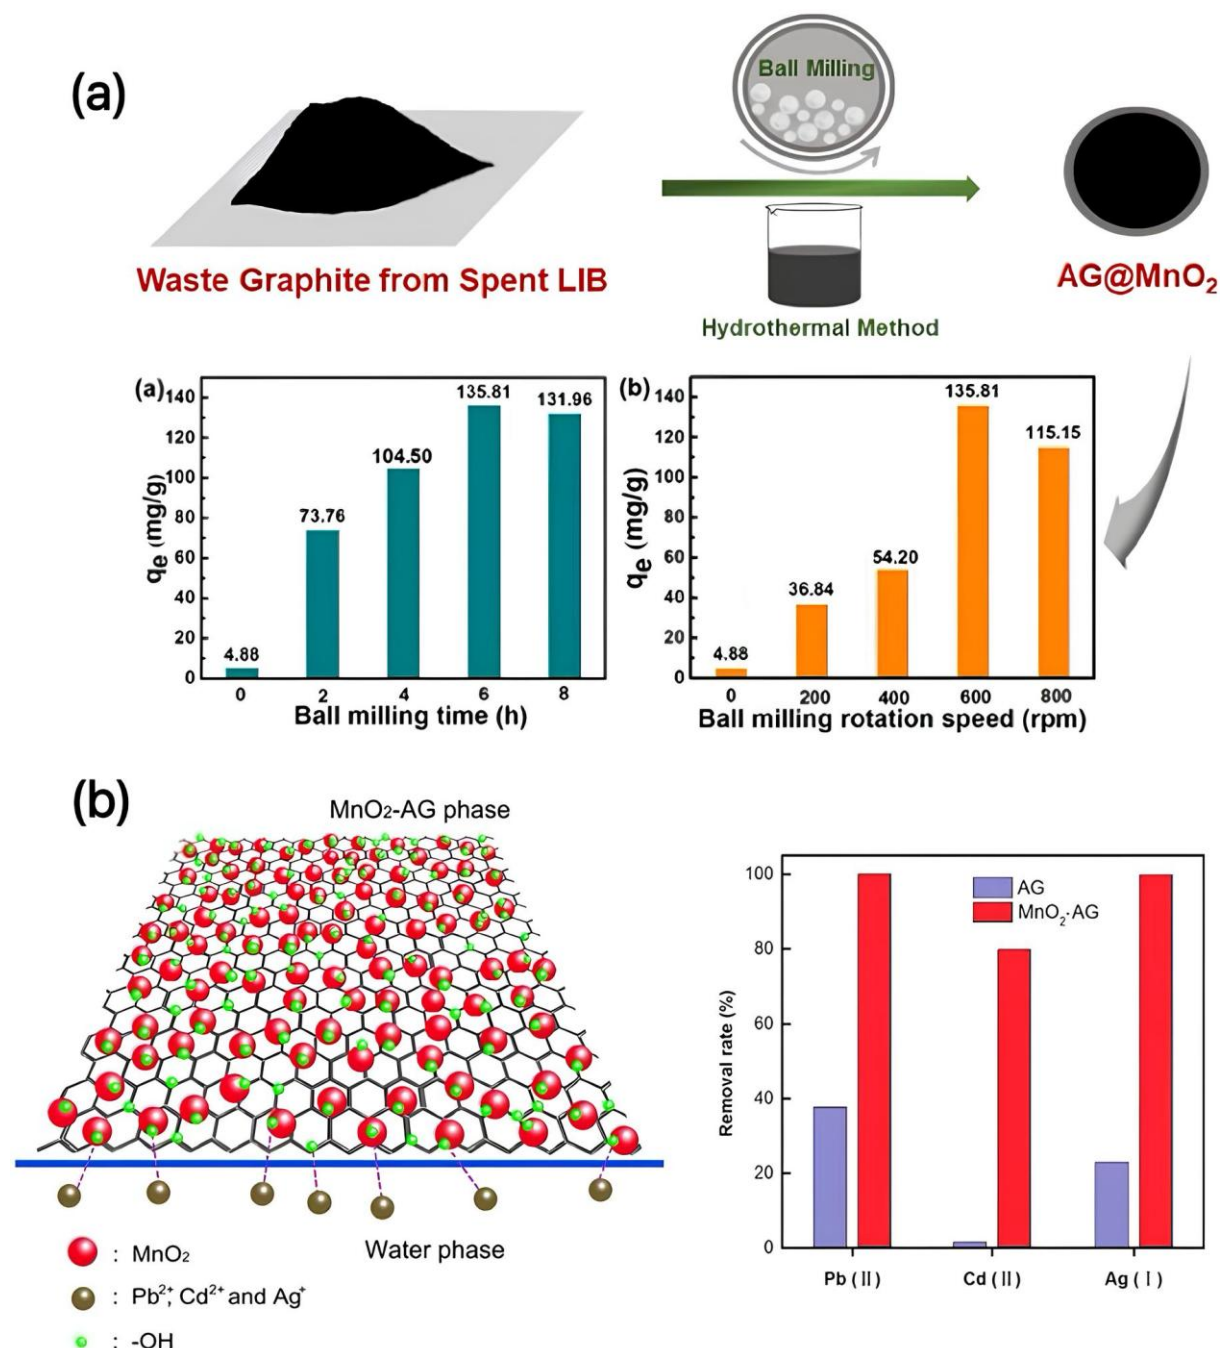 (a)
Ball Milling
Waste Graphite from Spent LIB
Hydrothermal Method
AG@MnO₂
(a)
qe (mg/g)
140
120
100
80
60
40
20
0
4.88
73.76
104.50
135.81
131.96
0 2 4 6 8
Ball milling time (h)
(b)
qe (mg/g)
140
120
100
80
60
40
20
0
4.88
36.84
54.20
135.81
115.15
0 200 400 600 800
Ball milling rotation speed (rpm)
(b)
MnO₂-AG phase
Water phase
: MnO₂
: Pb²⁺, Cd²⁺ and Ag⁺
: -OH
Removal rate (%)
100
80
60
40
20
0
AG
MnO₂·AG
Pb (Ⅱ) Cd (Ⅱ) Ag (Ⅰ)